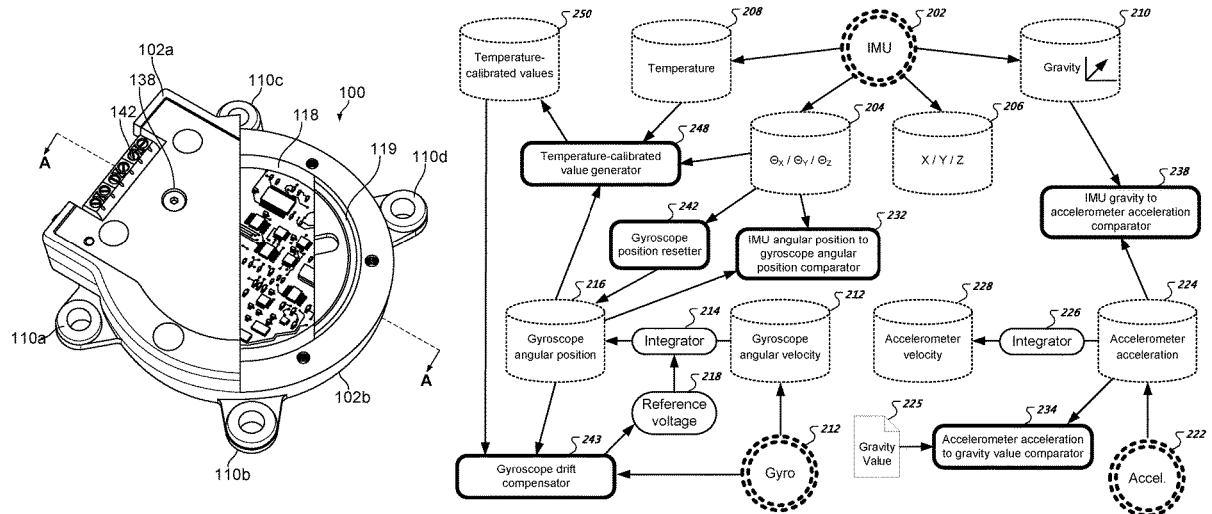 102a
138
142
A
110c
100
118
119
110d
110a
A
102b
110b
250
Temperature-
calibrated values
208
Temperature
202
IMU
210
Gravity
248
Temperature-calibrated
value generator
204
ΘX / ΘY / ΘZ
206
X / Y / Z
238
IMU gravity to
accelerometer acceleration
comparator
242
Gyroscope
position resetter
232
IMU angular position to
gyroscope angular
position comparator
216
Gyroscope
angular position
214
Integrator
212
Gyroscope
angular velocity
228
Accelerometer
velocity
226
Integrator
224
Accelerometer
acceleration
218
Reference
voltage
225
Gravity
Value
234
Accelerometer acceleration
to gravity value comparator
243
Gyroscope drift
compensator
212
Gyro
222
Accel.